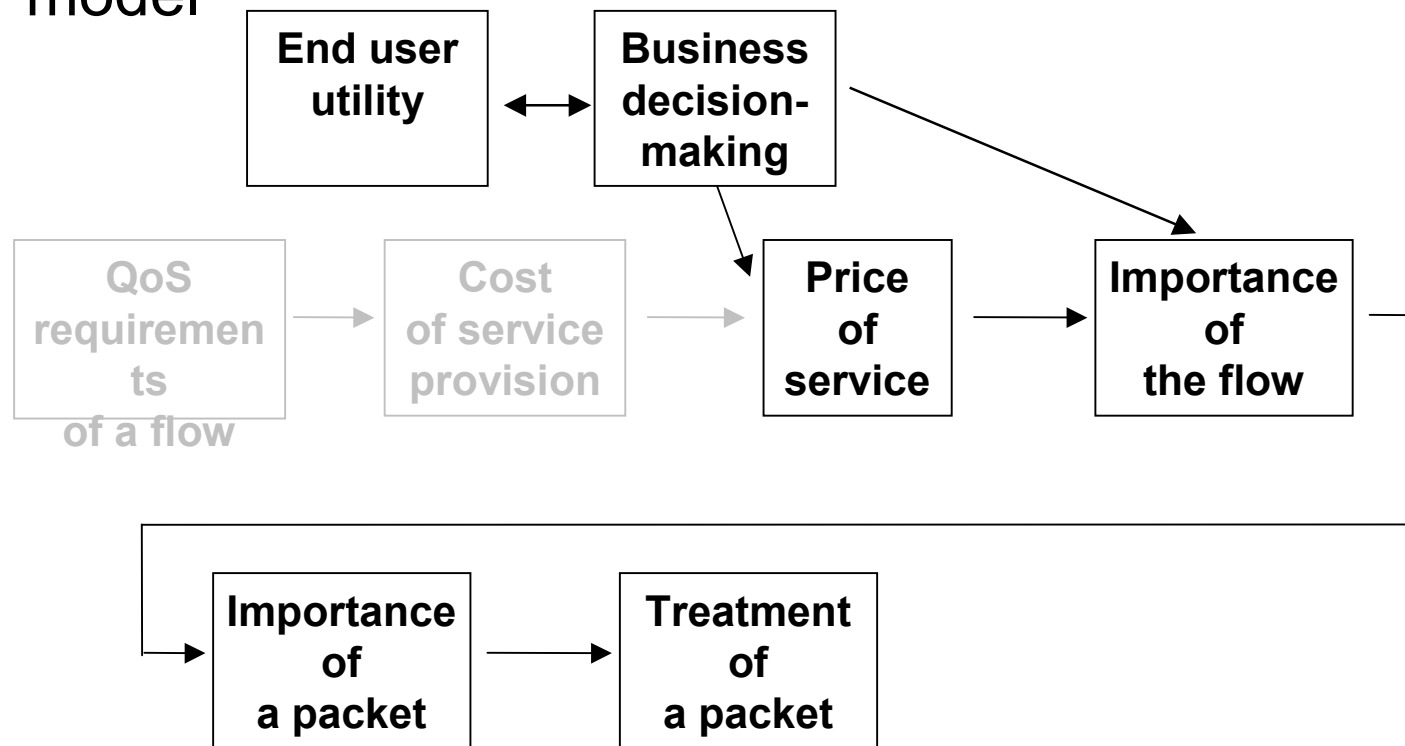 model
End user
utility
Business
decision-
making
QoS
requiremen
ts
of a flow
Cost
of service
provision
Price
of
service
Importance
of
the flow
Importance
of
a packet
Treatment
of
a packet